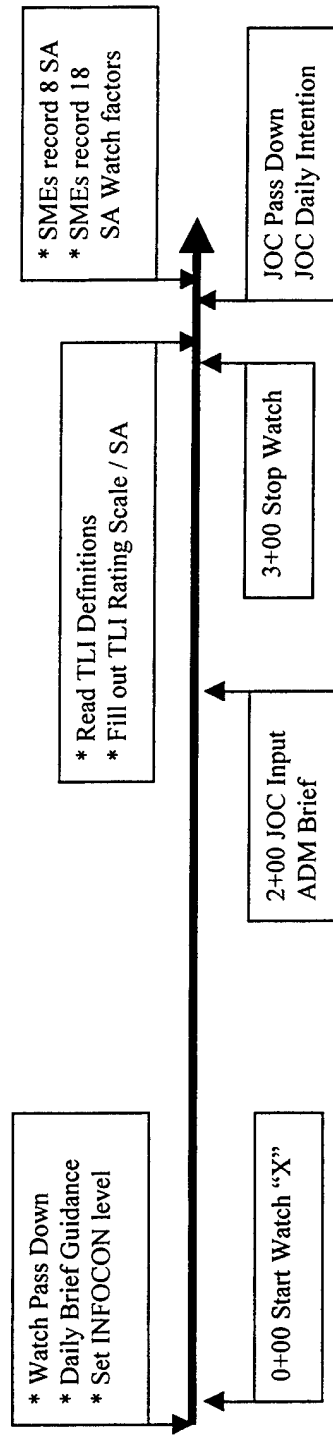 * Watch Pass Down
* Daily Brief Guidance
* Set INFOCON level
* Read TLI Definitions
* Fill out TLI Rating Scale / SA
* SMEs record 8 SA
* SMEs record 18
SA Watch factors
0+00 Start Watch “X”
2+00 JOC Input
ADM Brief
3+00 Stop Watch
JOC Pass Down
JOC Daily Intention